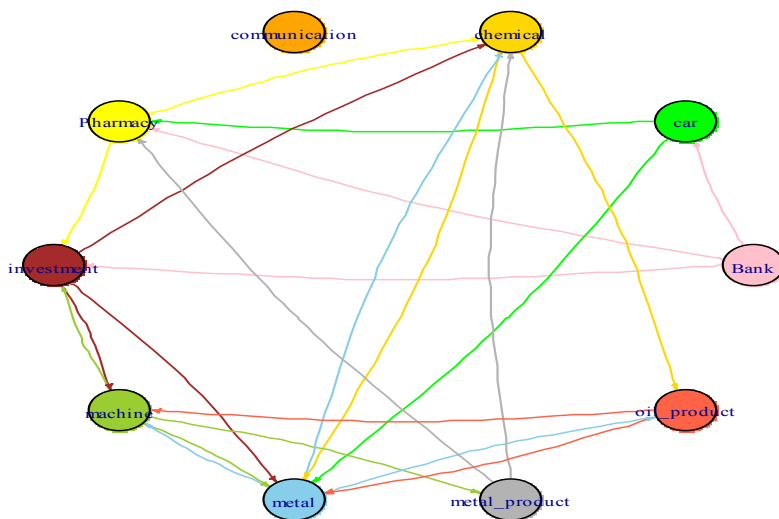 communication
chemical
Pharmacy
car
investment
Bank
machine
oil_product
metal
metal_product